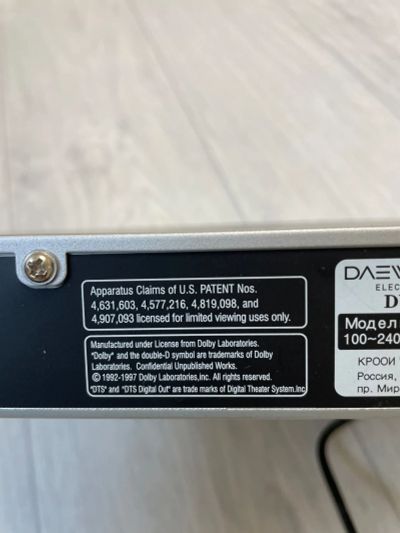 Apparatus Claims of U.S. PATENT Nos.
4,631,603, 4,577,216, 4,819,098, and
4,907,093 licensed for limited viewing uses only.
Manufactured under License from Dolby Laboratories.
"Dolby" and the double-D symbol are trademarks of Dolby
Laboratories. Confidential Unpublished Works.
© 1992-1997 Dolby Laboratories,Inc. All rights reserved.
"DTS" and "DTS Digital Out" are trade marks of Digital Theater System.Inc
DAEW
ELEC
D
Модел
100~240
КРООИ
Россия,
пр. Мир